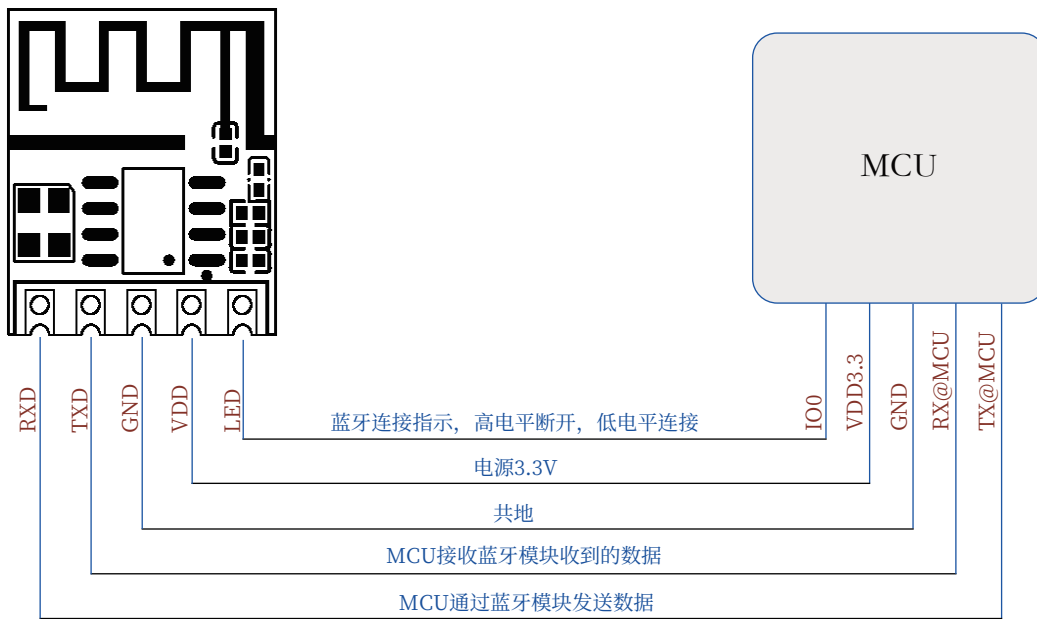 MCU
RXD
TXD
GND
VDD
LED
IO0
VDD3.3
GND
RX@MCU
TX@MCU
蓝牙连接指示，高电平断开，低电平连接
电源3.3V
共地
MCU接收蓝牙模块收到的数据
MCU通过蓝牙模块发送数据